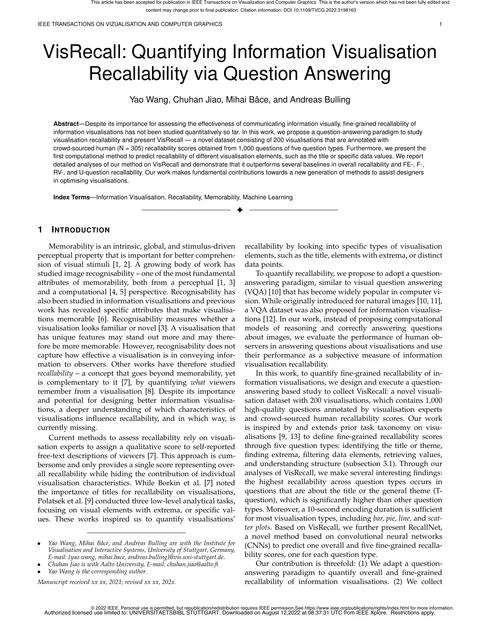 This article has been accepted for publication in IEEE Transactions on Visualization and Computer Graphics. This is the author's version which has not been fully edited and
content may change prior to final publication. Citation information: DOI 10.1109/TVCG.2022.3198163
IEEE TRANSACTIONS ON VIZUALISATION AND COMPUTER GRAPHICS 1
VisRecall: Quantifying Information Visualisation
Recallability via Question Answering
Yao Wang, Chuhan Jiao, Mihai Bâce, and Andreas Bulling
Abstract—Despite its importance for assessing the effectiveness of communicating information visually, fine-grained recallability of
information visualisations has not been studied quantitatively so far. In this work, we propose a question-answering paradigm to study
visualisation recallability and present VisRecall — a novel dataset consisting of 200 visualisations that are annotated with
crowd-sourced human (N = 305) recallability scores obtained from 1,000 questions of five question types. Furthermore, we present the
first computational method to predict recallability of different visualisation elements, such as the title or specific data values. We report
detailed analyses of our method on VisRecall and demonstrate that it outperforms several baselines in overall recallability and FE-, F-,
RV-, and U-question recallability. Our work makes fundamental contributions towards a new generation of methods to assist designers
in optimising visualisations.
Index Terms—Information Visualisation, Recallability, Memorability, Machine Learning
1 INTRODUCTION
Memorability is an intrinsic, global, and stimulus-driven
perceptual property that is important for better comprehen-
sion of visual stimuli [1, 2]. A growing body of work has
studied image recognisability – one of the most fundamental
attributes of memorability, both from a perceptual [1, 3]
and a computational [4, 5] perspective. Recognisability has
also been studied in information visualisations and previous
work has revealed specific attributes that make visualisa-
tions memorable [6]. Recognisability measures whether a
visualisation looks familiar or novel [3]. A visualisation that
has unique features may stand out more and may there-
fore be more memorable. However, recognisability does not
capture how effective a visualisation is in conveying infor-
mation to observers. Other works have therefore studied
recallability – a concept that goes beyond memorability, yet
is complementary to it [7], by quantifying what viewers
remember from a visualisation [8]. Despite its importance
and potential for designing better information visualisa-
tions, a deeper understanding of which characteristics of
visualisations influence recallability, and in which way, is
currently missing.
Current methods to assess recallability rely on visuali-
sation experts to assign a qualitative score to self-reported
free-text descriptions of viewers [7]. This approach is cum-
bersome and only provides a single score representing over-
all recallability while hiding the contribution of individual
visualisation characteristics. While Borkin et al. [7] noted
the importance of titles for recallability on visualisations,
Polatsek et al. [9] conducted three low-level analytical tasks,
focusing on visual elements with extrema, or specific val-
ues. These works inspired us to quantify visualisations'
• Yao Wang, Mihai Bâce, and Andreas Bulling are with the Institute for
Visualisation and Interactive Systems, University of Stuttgart, Germany,
E-mail: {yao.wang, mihai.bace, andreas.bulling}@vis.uni-stuttgart.de.
• Chuhan Jiao is with Aalto University, E-mail: chuhan.jiao@aalto.fi
• Yao Wang is the corresponding author.
Manuscript received xx xx, 2021; revised xx xx, 202x.
recallability by looking into specific types of visualisation
elements, such as the title, elements with extrema, or distinct
data points.
To quantify recallability, we propose to adopt a question-
answering paradigm, similar to visual question answering
(VQA) [10] that has become widely popular in computer vi-
sion. While originally introduced for natural images [10, 11],
a VQA dataset was also proposed for information visualisa-
tions [12]. In our work, instead of proposing computational
models of reasoning and correctly answering questions
about images, we evaluate the performance of human ob-
servers in answering questions about visualisations and use
their performance as a subjective measure of information
visualisation recallability.
In this work, to quantify fine-grained recallability of in-
formation visualisations, we design and execute a question-
answering based study to collect VisRecall: a novel visuali-
sation dataset with 200 visualisations, which contains 1,000
high-quality questions annotated by visualisation experts
and crowd-sourced human recallability scores. Our work
is inspired by and extends prior task taxonomy on visu-
alisations [9, 13] to define fine-grained recallability scores
through five question types: identifying the title or theme,
finding extrema, filtering data elements, retrieving values,
and understanding structure (subsection 3.1). Through our
analyses of VisRecall, we make several interesting findings:
the highest recallability across question types occurs in
questions that are about the title or the general theme (T-
question), which is significantly higher than other question
types. Moreover, a 10-second encoding duration is sufficient
for most visualisation types, including bar, pie, line, and scat-
ter plots. Based on VisRecall, we further present RecallNet,
a novel method based on convolutional neural networks
(CNNs) to predict one overall and five fine-grained recalla-
bility scores, one for each question type.
Our contribution is threefold: (1) We adapt a question-
answering paradigm to quantify overall and fine-grained
recallability of information visualisations. (2) We collect
© 2022 IEEE. Personal use is permitted, but republication/redistribution requires IEEE permission.See https://www.ieee.org/publications/rights/index.html for more information.
Authorized licensed use limited to: UNIVERSITAETSBIBL STUTTGART. Downloaded on August 12,2022 at 08:37:31 UTC from IEEE Xplore. Restrictions apply.